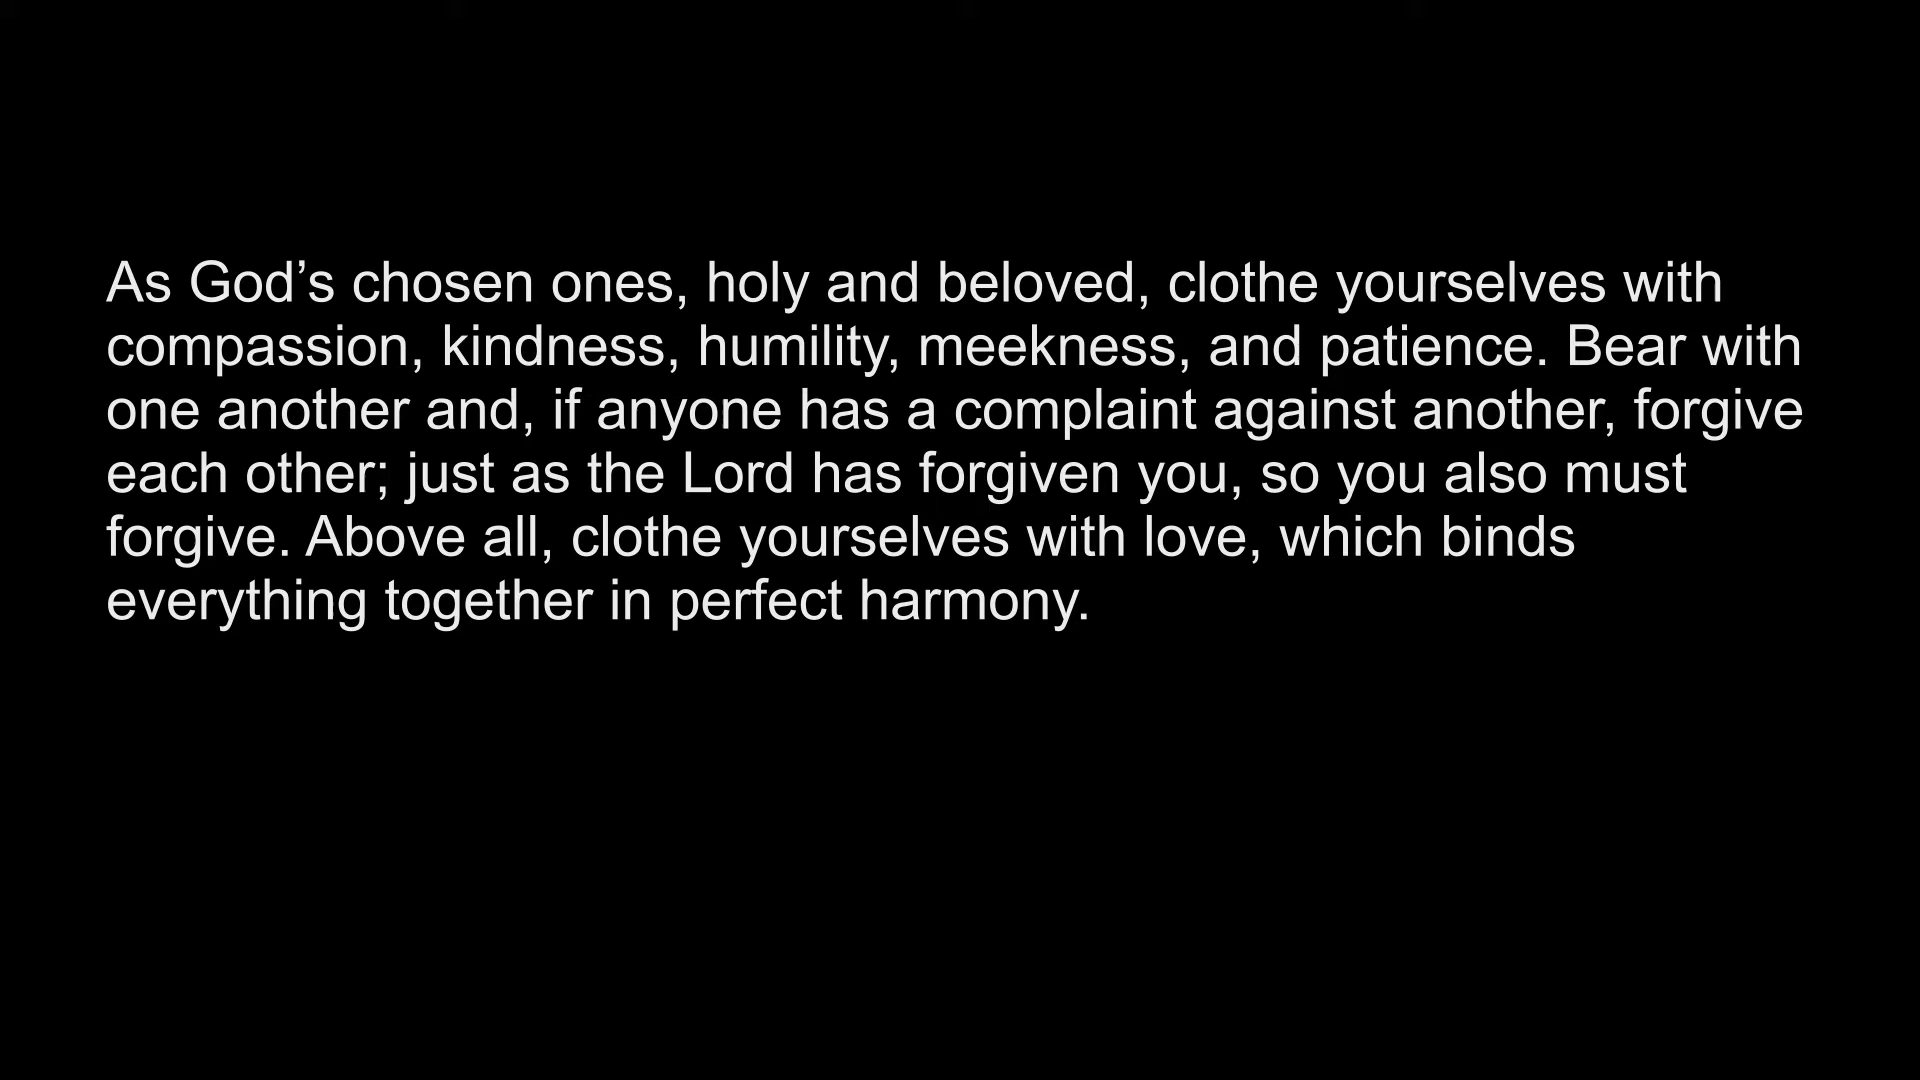 As God’s chosen ones, holy and beloved, clothe yourselves with
compassion, kindness, humility, meekness, and patience. Bear with
one another and, if anyone has a complaint against another, forgive
each other; just as the Lord has forgiven you, so you also must
forgive. Above all, clothe yourselves with love, which binds
everything together in perfect harmony.